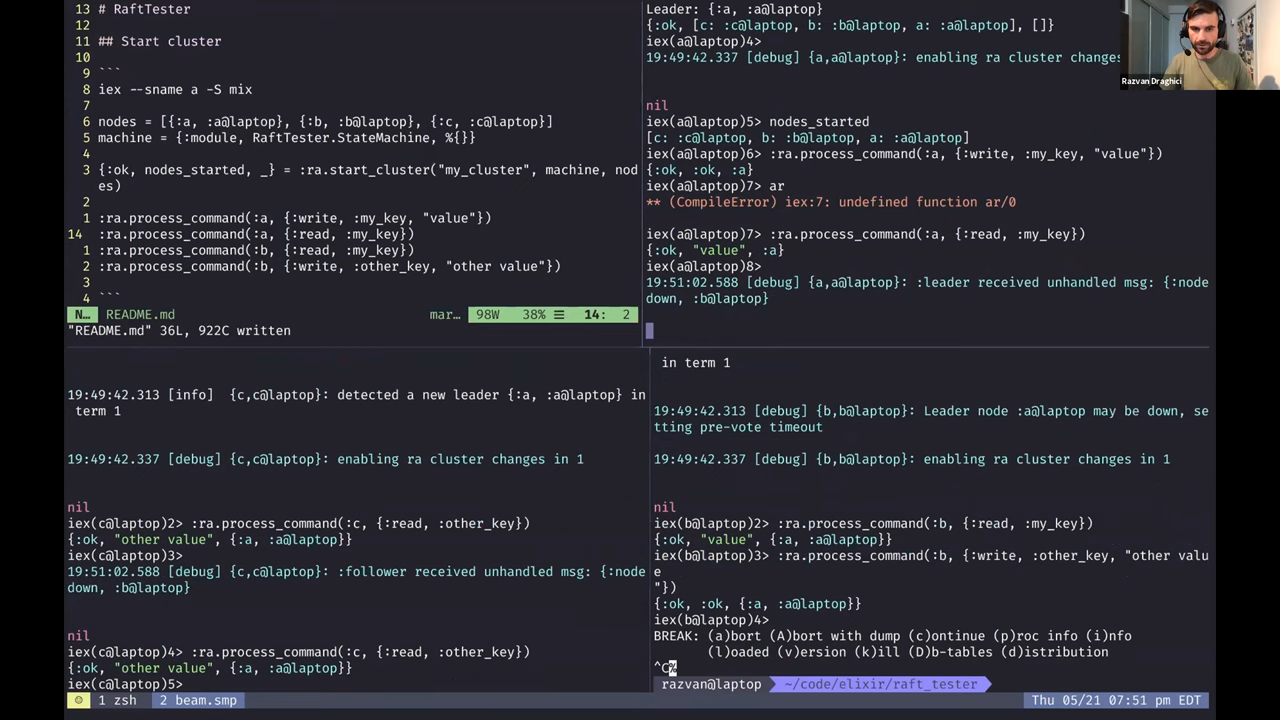 13 # RaftTester
12
11 ## Start cluster
10
9 ```
8 iex --sname a -S mix
7
6 nodes = [{:a, :a@laptop}, {:b, :b@laptop}, {:c, :c@laptop}]
5 machine = {:module, RaftTester.StateMachine, %{}}
4
3 {:ok, nodes_started, _} = :ra.start_cluster("my_cluster", machine, nod
es)
2
1 :ra.process_command(:a, {:write, :my_key, "value"})
14 :ra.process_command(:a, {:read, :my_key})
1 :ra.process_command(:b, {:read, :my_key})
2 :ra.process_command(:b, {:write, :other_key, "other value"})
3
4 ```
N… README.md mar… 98W 38% ☰ 14: 2
"README.md" 36L, 922C written
Leader: {:a, :a@laptop}
{:ok, [c: :c@laptop, b: :b@laptop, a: :a@laptop], []}
iex(a@laptop)4>
19:49:42.337 [debug] {a,a@laptop}: enabling ra cluster changes
nil
iex(a@laptop)5> nodes_started
[c: :c@laptop, b: :b@laptop, a: :a@laptop]
iex(a@laptop)6> :ra.process_command(:a, {:write, :my_key, "value"})
{:ok, :ok, :a}
iex(a@laptop)7> ar
** (CompileError) iex:7: undefined function ar/0
iex(a@laptop)7> :ra.process_command(:a, {:read, :my_key})
{:ok, "value", :a}
iex(a@laptop)8>
19:51:02.588 [debug] {a,a@laptop}: :leader received unhandled msg: {:node
down, :b@laptop}
Razvan Draghici
19:49:42.313 [info]  {c,c@laptop}: detected a new leader {:a, :a@laptop} in
term 1
19:49:42.337 [debug] {c,c@laptop}: enabling ra cluster changes in 1
nil
iex(c@laptop)2> :ra.process_command(:c, {:read, :other_key})
{:ok, "other value", {:a, :a@laptop}}
iex(c@laptop)3>
19:51:02.588 [debug] {c,c@laptop}: :follower received unhandled msg: {:node
down, :b@laptop}
nil
iex(c@laptop)4> :ra.process_command(:c, {:read, :other_key})
{:ok, "other value", {:a, :a@laptop}}
iex(c@laptop)5>
in term 1
19:49:42.313 [debug] {b,b@laptop}: Leader node :a@laptop may be down, se
tting pre-vote timeout
19:49:42.337 [debug] {b,b@laptop}: enabling ra cluster changes in 1
nil
iex(b@laptop)2> :ra.process_command(:b, {:read, :my_key})
{:ok, "value", {:a, :a@laptop}}
iex(b@laptop)3> :ra.process_command(:b, {:write, :other_key, "other valu
e
"})
{:ok, :ok, {:a, :a@laptop}}
iex(b@laptop)4>
BREAK: (a)bort (A)bort with dump (c)ontinue (p)roc info (i)nfo
(l)oaded (v)ersion (k)ill (D)b-tables (d)istribution
^C%
razvan@laptop ~/code/elixir/raft_tester
1 zsh 2 beam.smp Thu 05/21 07:51 pm EDT